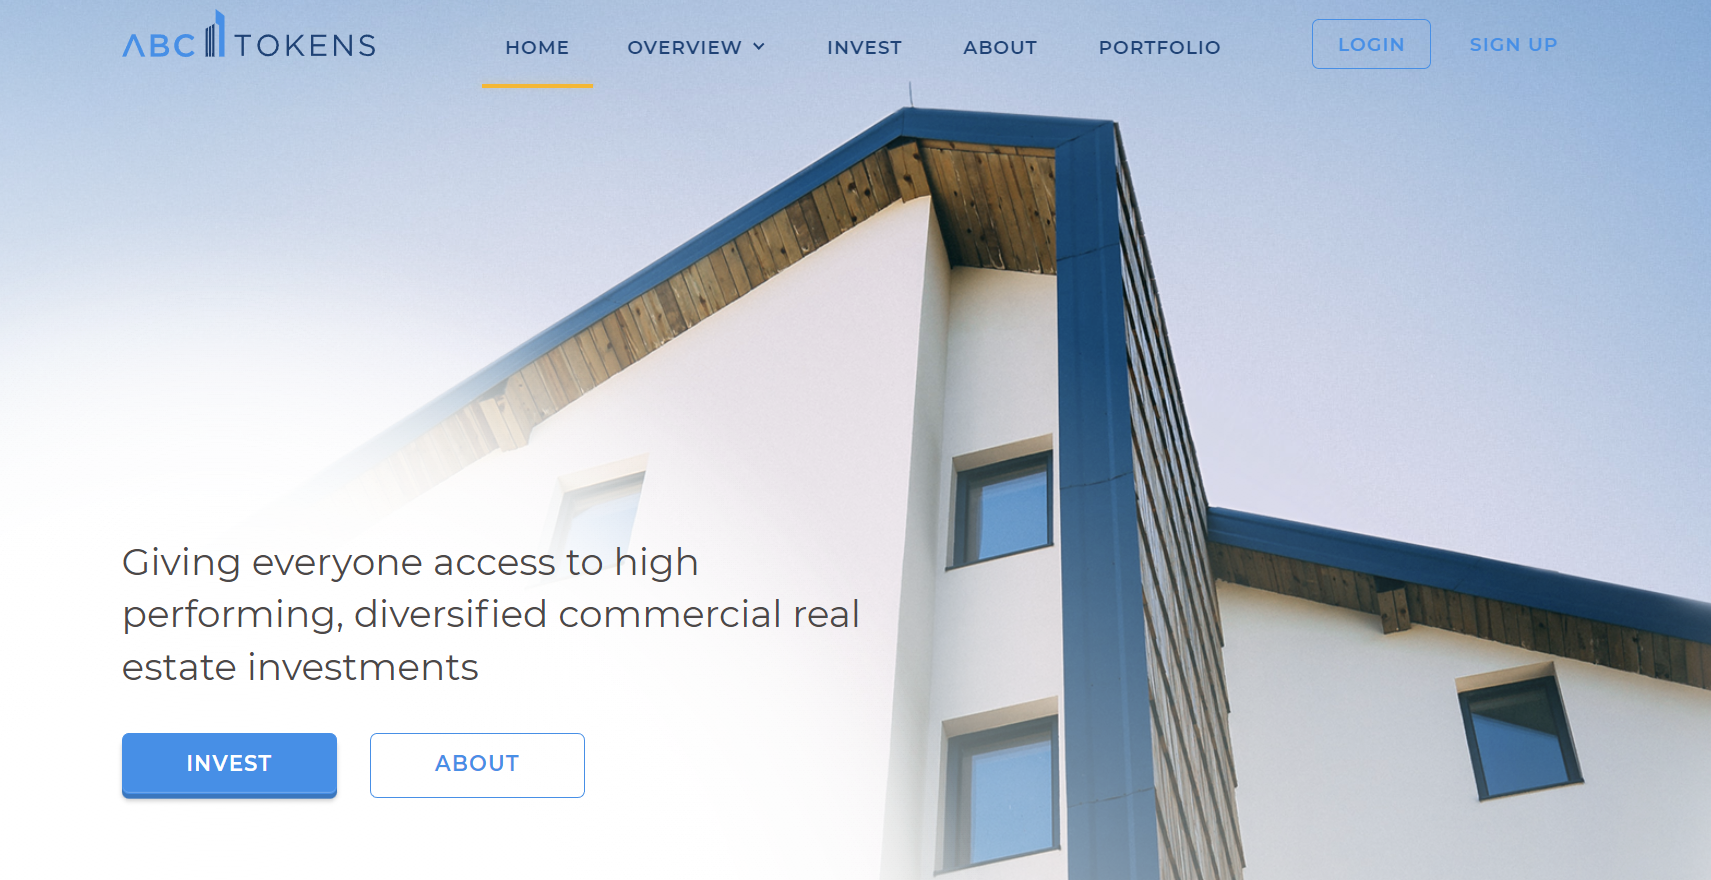 ABC TOKENS
HOME
OVERVIEW
INVEST
ABOUT
PORTFOLIO
LOGIN
SIGN UP
Giving everyone access to high
performing, diversified commercial real
estate investments
INVEST
ABOUT